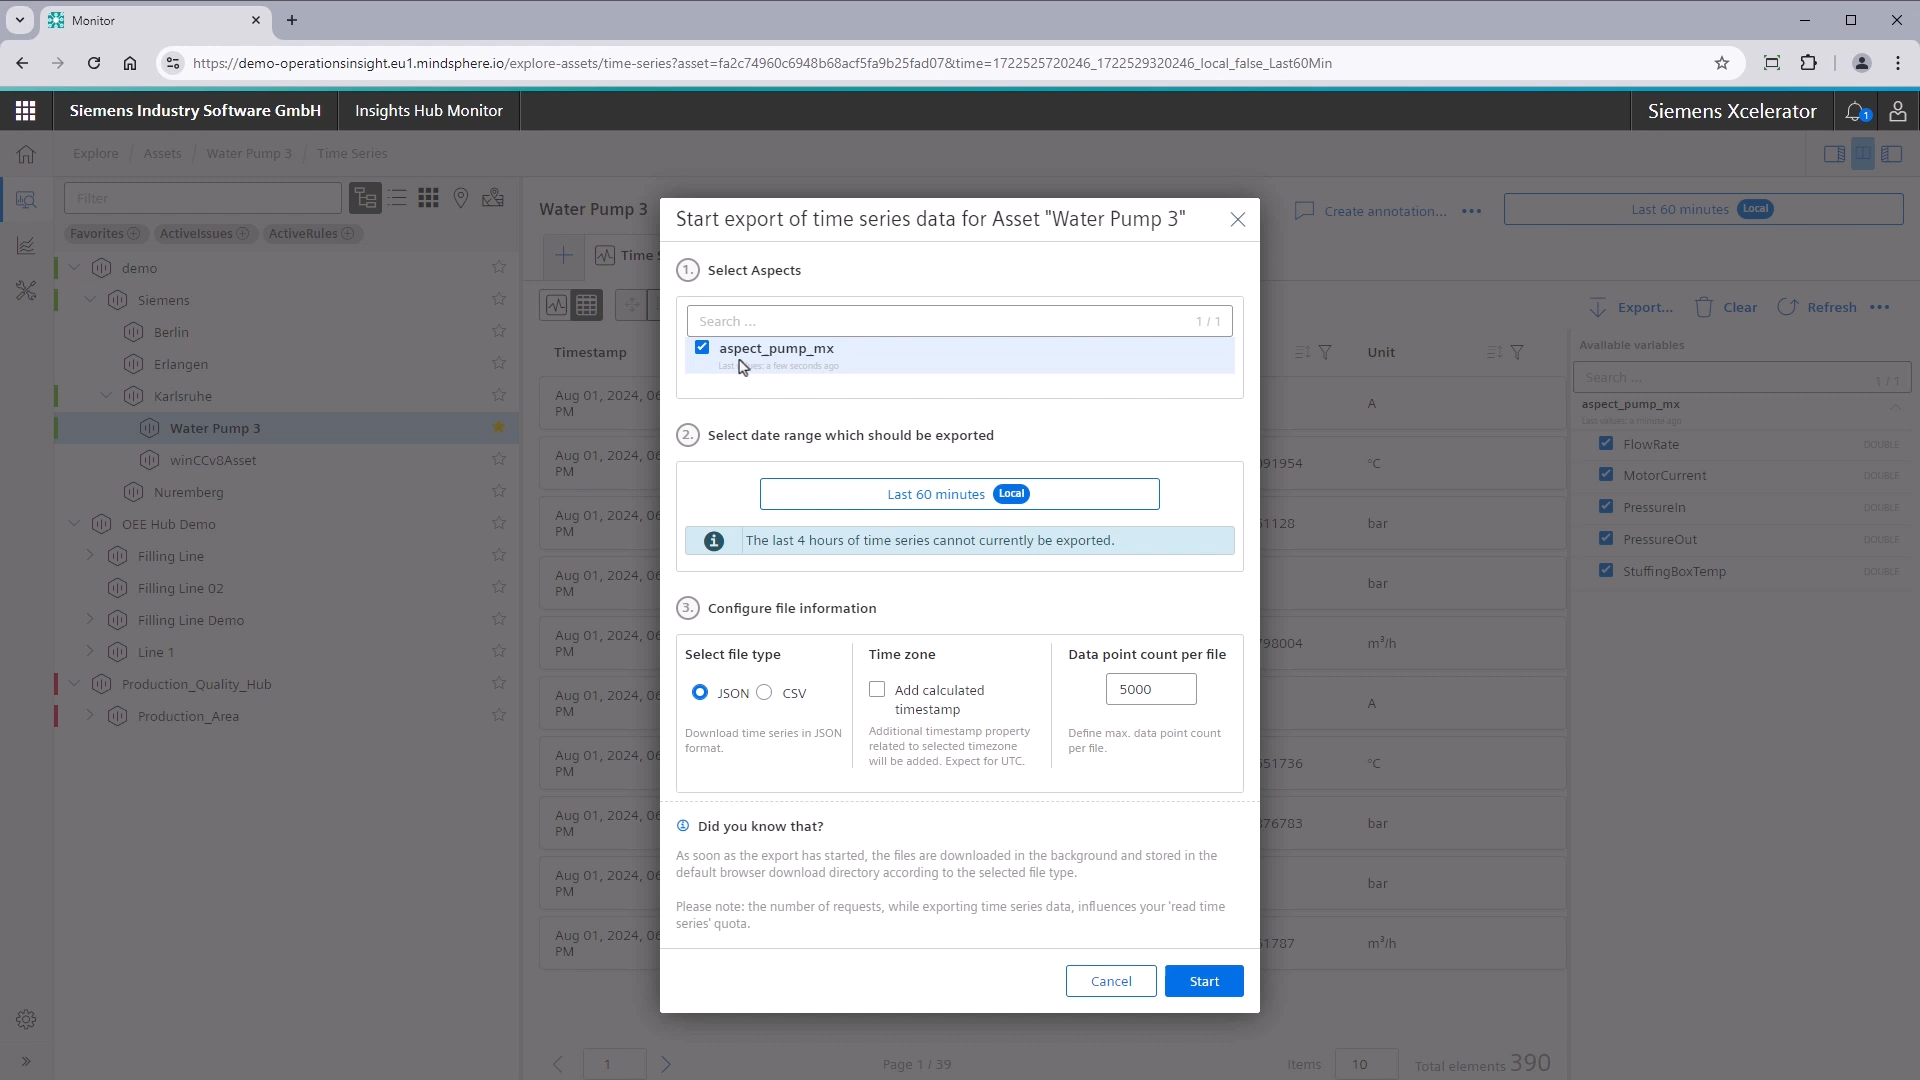 Monitor
https://demo-operationsinsight.eu1.mindsphere.io/explore-assets/time-series?asset=fa2c74960c6948b68acf5fa9b25fad07&time=1722525720246_1722529320246_local_false_Last60Min
Siemens Industry Software GmbH
Insights Hub Monitor
Siemens Xcelerator
1
Explore / Assets / Water Pump 3 / Time Series
Filter
Favorites
ActiveIssues
ActiveRules
demo
Siemens
Berlin
Erlangen
Karlsruhe
Water Pump 3
winCCv8Asset
Nuremberg
OEE Hub Demo
Filling Line
Filling Line 02
Filling Line Demo
Line 1
Production_Quality_Hub
Production_Area
Water Pump 3
Create annotation...
Last 60 minutes Local
Time S
Export...
Clear
Refresh
Timestamp
Unit
Aug 01, 2024, 06
PM
A
Aug 01, 2024, 06
PM
091954
°C
Aug 01, 2024, 06
PM
51128
bar
Aug 01, 2024, 06
PM
bar
Aug 01, 2024, 06
PM
798004
m³/h
Aug 01, 2024, 06
PM
A
Aug 01, 2024, 06
PM
551736
°C
Aug 01, 2024, 06
PM
376783
bar
Aug 01, 2024, 06
PM
bar
Aug 01, 2024, 06
PM
51787
m³/h
1
Page 1 / 39
Items 10
Total elements 390
Available variables
Search ... 1 / 1
aspect_pump_mx
Last values: a minute ago
FlowRate DOUBLE
MotorCurrent DOUBLE
PressureIn DOUBLE
PressureOut DOUBLE
StuffingBoxTemp DOUBLE
Start export of time series data for Asset "Water Pump 3"
1. Select Aspects
Search ... 1 / 1
aspect_pump_mx
Last ues: a few seconds ago
2. Select date range which should be exported
Last 60 minutes Local
The last 4 hours of time series cannot currently be exported.
3. Configure file information
Select file type
JSON CSV
Download time series in JSON
format.
Time zone
Add calculated
timestamp
Additional timestamp property
related to selected timezone
will be added. Expect for UTC.
Data point count per file
5000
Define max. data point count
per file.
Did you know that?
As soon as the export has started, the files are downloaded in the background and stored in the
default browser download directory according to the selected file type.
Please note: the number of requests, while exporting time series data, influences your 'read time
series' quota.
Cancel
Start